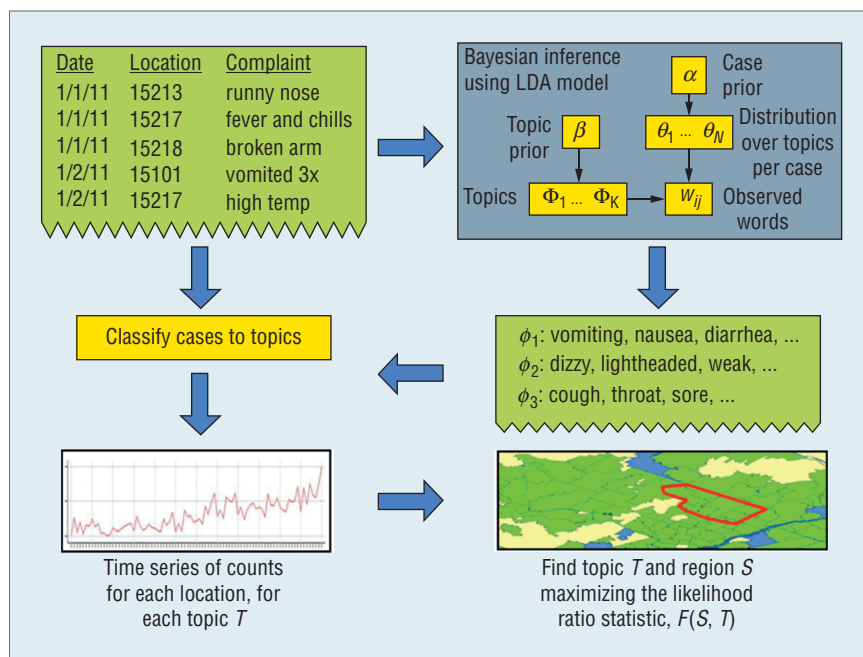 Date Location Complaint
1/1/11 15213 runny nose
1/1/11 15217 fever and chills
1/1/11 15218 broken arm
1/2/11 15101 vomited 3x
1/2/11 15217 high temp
Bayesian inference
using LDA model
α
Case
prior
Topic
prior
β
θ1 ... θN
Distribution
over topics
per case
Topics
Φ1 ... ΦK
Wij
Observed
words
Classify cases to topics
ϕ1: vomiting, nausea, diarrhea, ...
ϕ2: dizzy, lightheaded, weak, ...
ϕ3: cough, throat, sore, ...
Time series of counts
for each location, for
each topic T
Find topic T and region S
maximizing the likelihood
ratio statistic, F(S, T)